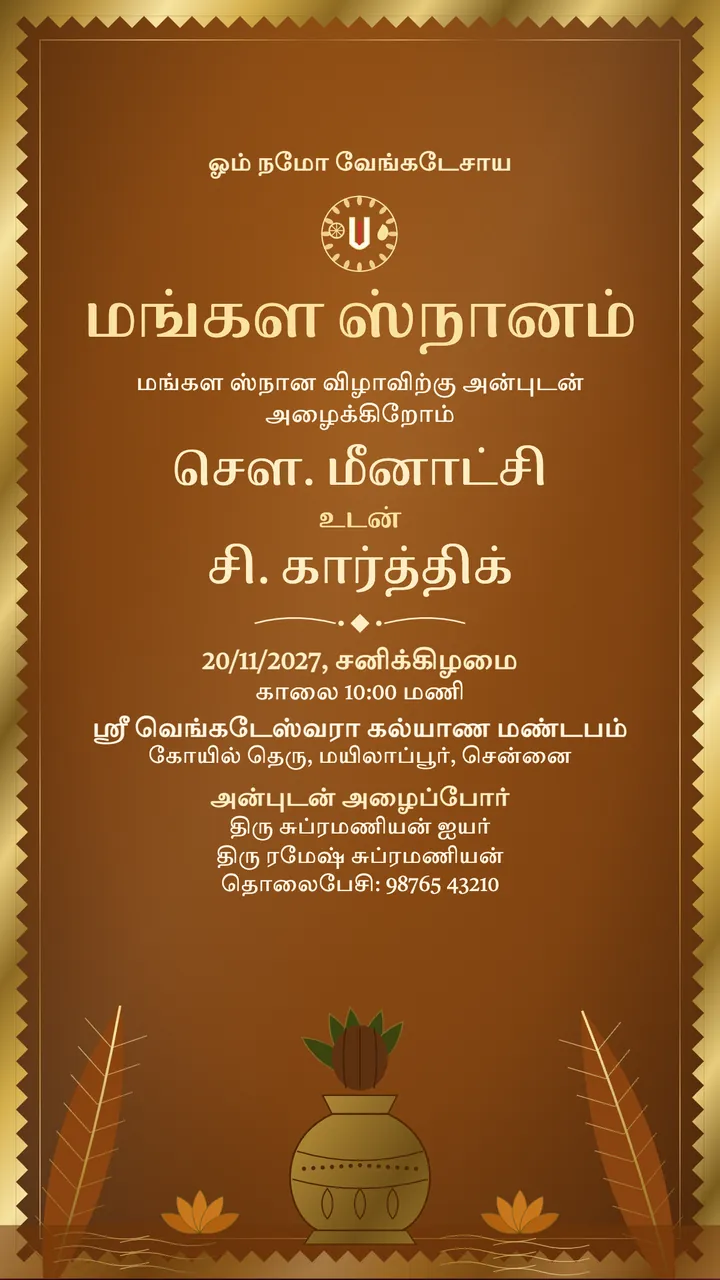 ஓம் நமோ வேங்கடேசாய
மங்கள ஸ்நானம்
மங்கள ஸ்நான விழாவிற்கு அன்புடன்
அழைக்கிறோம்
சௌ. மீனாட்சி
உடன்
சி. கார்த்திக்
20/11/2027, சனிக்கிழமை
காலை 10:00 மணி
ஸ்ரீ வெங்கடேஸ்வரா கல்யாண மண்டபம்
கோயில் தெரு, மயிலாப்பூர், சென்னை
அன்புடன் அழைப்போர்
திரு சுப்ரமணியன் ஐயர்
திரு ரமேஷ் சுப்ரமணியன்
தொலைபேசி: 98765 43210